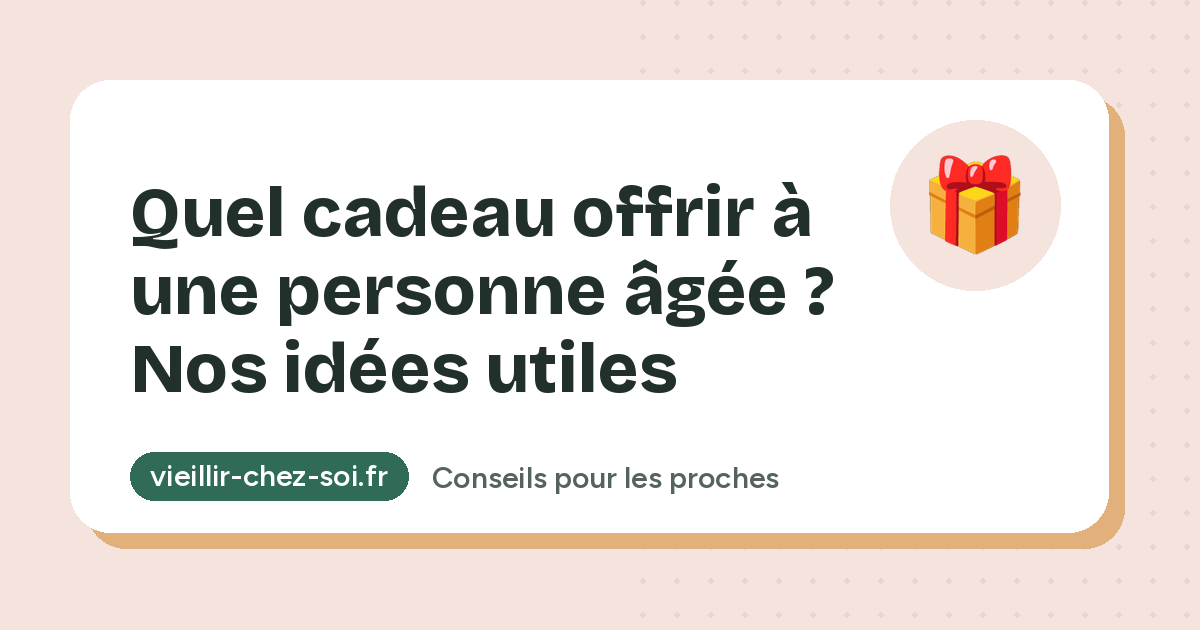 Quel cadeau offrir à
une personne âgée ?
Nos idées utiles
vieillir-chez-soi.fr
Conseils pour les proches